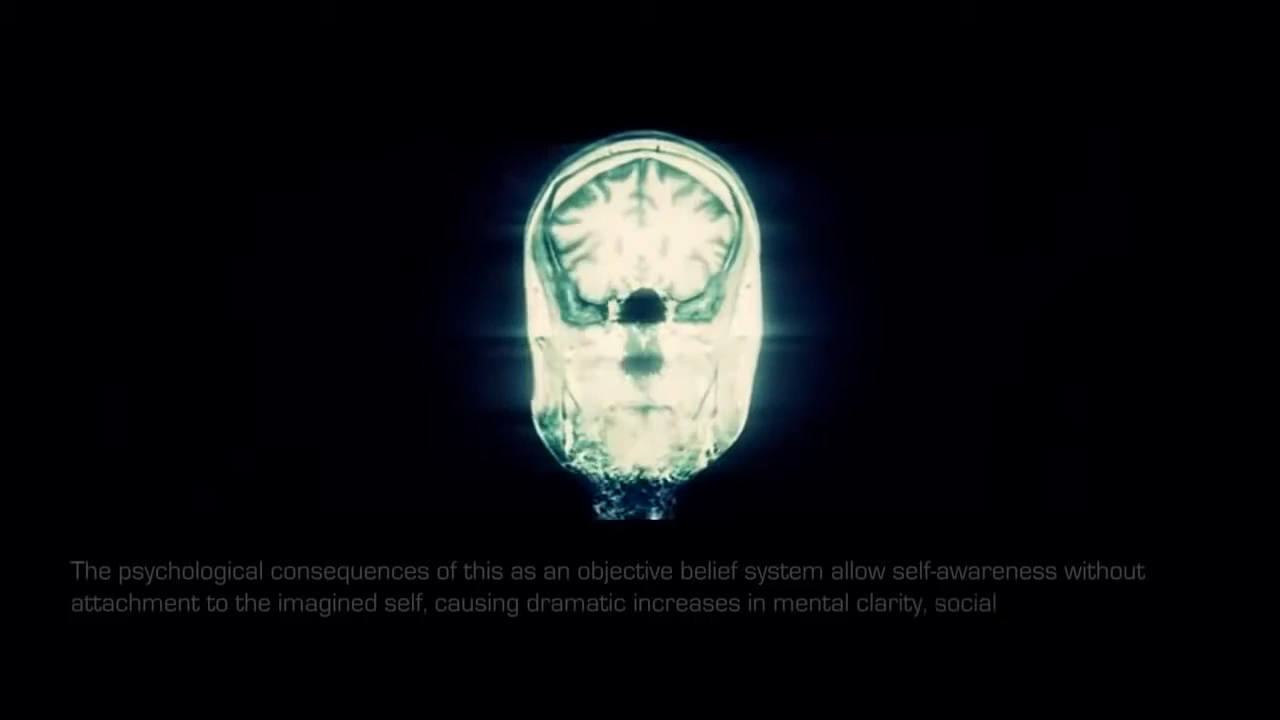 The psychological consequences of this as an objective belief system allow self-awareness without
attachment to the imagined self, causing dramatic increases in mental clarity, social